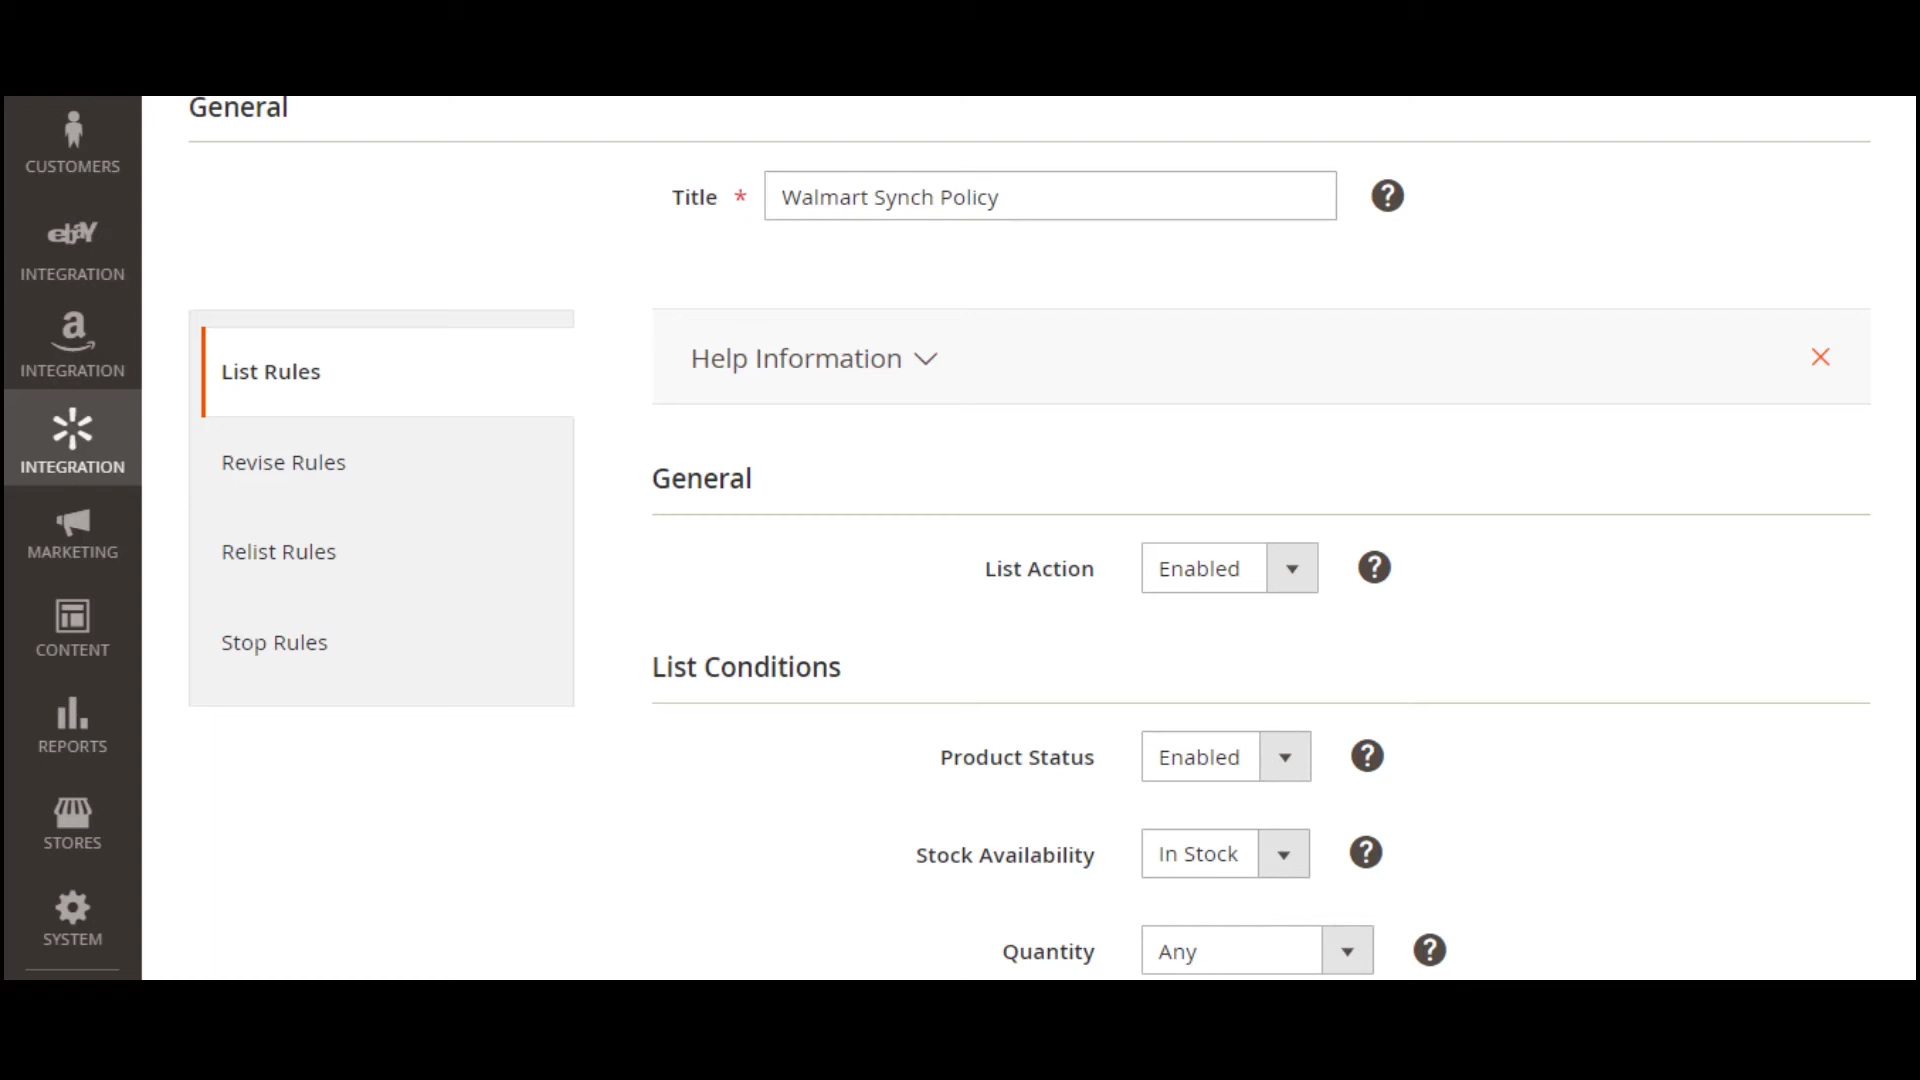 General
CUSTOMERS
Title * Walmart Synch Policy ?
ebay
INTEGRATION
a
INTEGRATION
INTEGRATION
MARKETING
CONTENT
REPORTS
STORES
SYSTEM
List Rules
Revise Rules
Relist Rules
Stop Rules
Help Information
General
List Action Enabled ?
List Conditions
Product Status Enabled ?
Stock Availability In Stock ?
Quantity Any ?